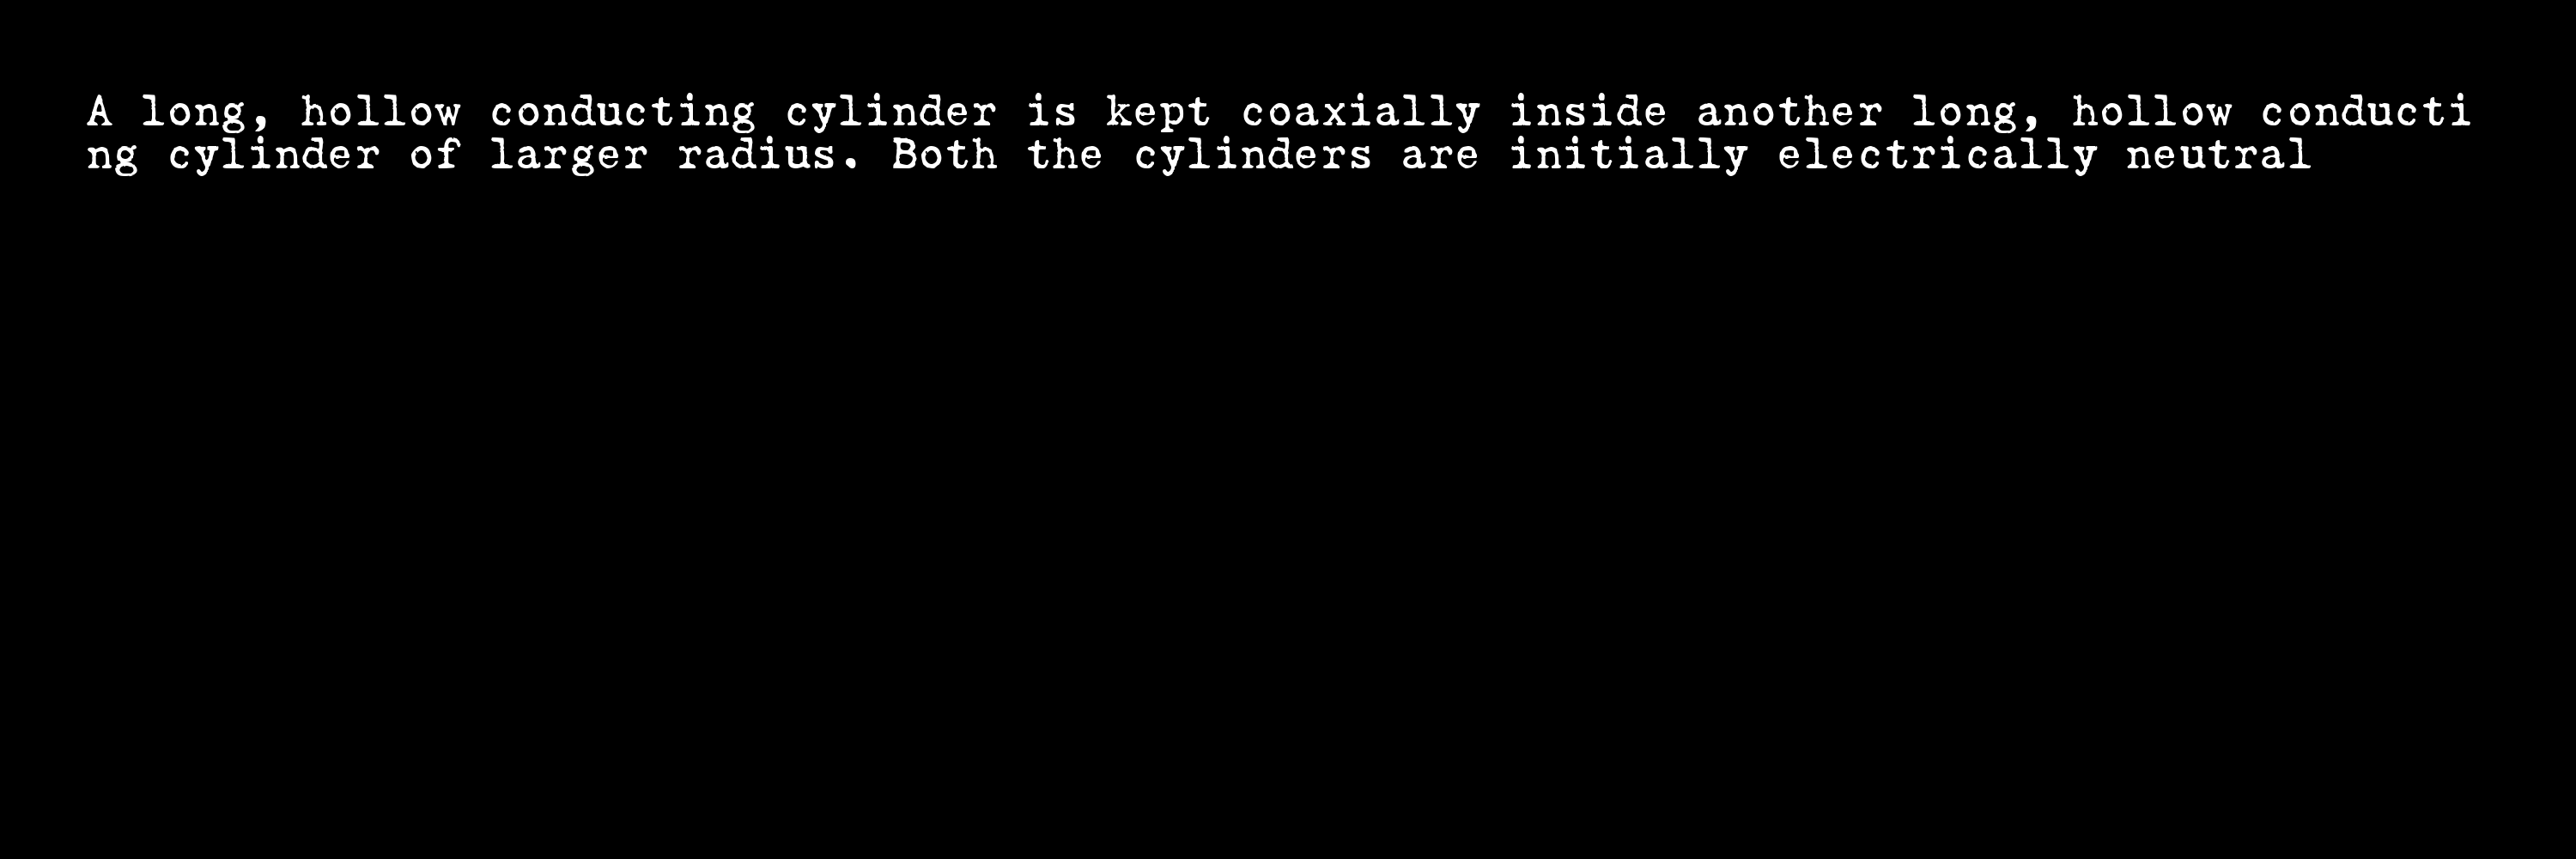 A long, hollow conducting cylinder is kept coaxially inside another long, hollow conducti
ng cylinder of larger radius. Both the cylinders are initially electrically neutral